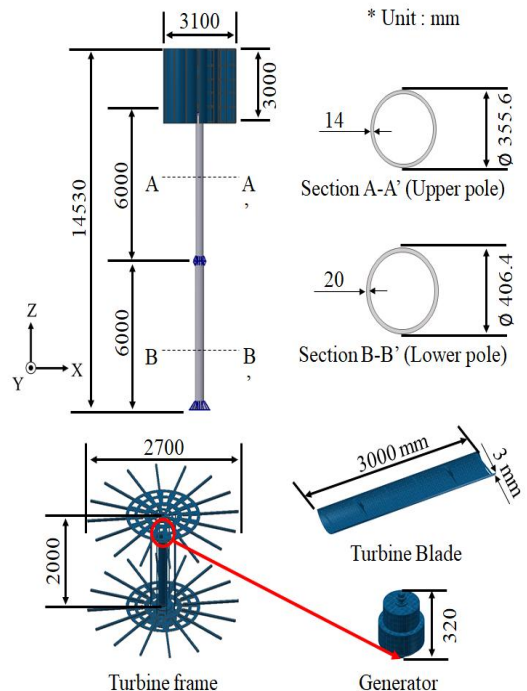 3100
* Unit : mm
3000
14
Ø 355.6
Section A-A’ (Upper pole)
14530
6000
A
A
’
20
Ø 406.4
Section B-B’ (Lower pole)
6000
B
B
’
Z
Y
X
2700
3000 mm
3 mm
2000
Turbine Blade
320
Turbine frame
Generator